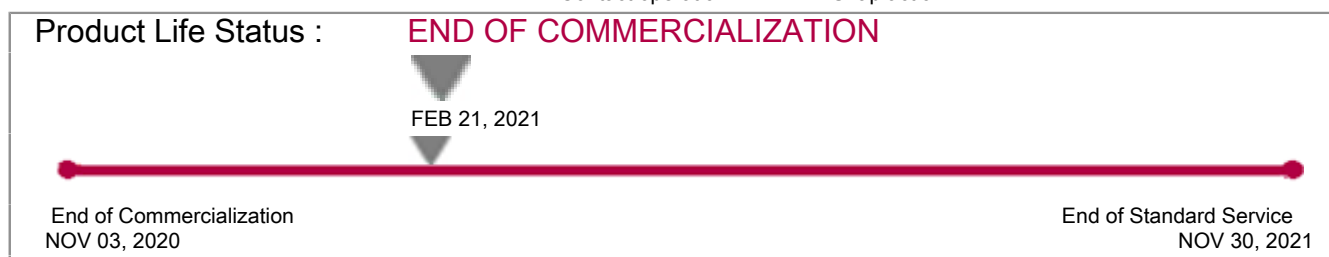 Product Life Status : END OF COMMERCIALIZATION
FEB 21, 2021
End of Commercialization End of Standard Service
NOV 03, 2020 NOV 30, 2021